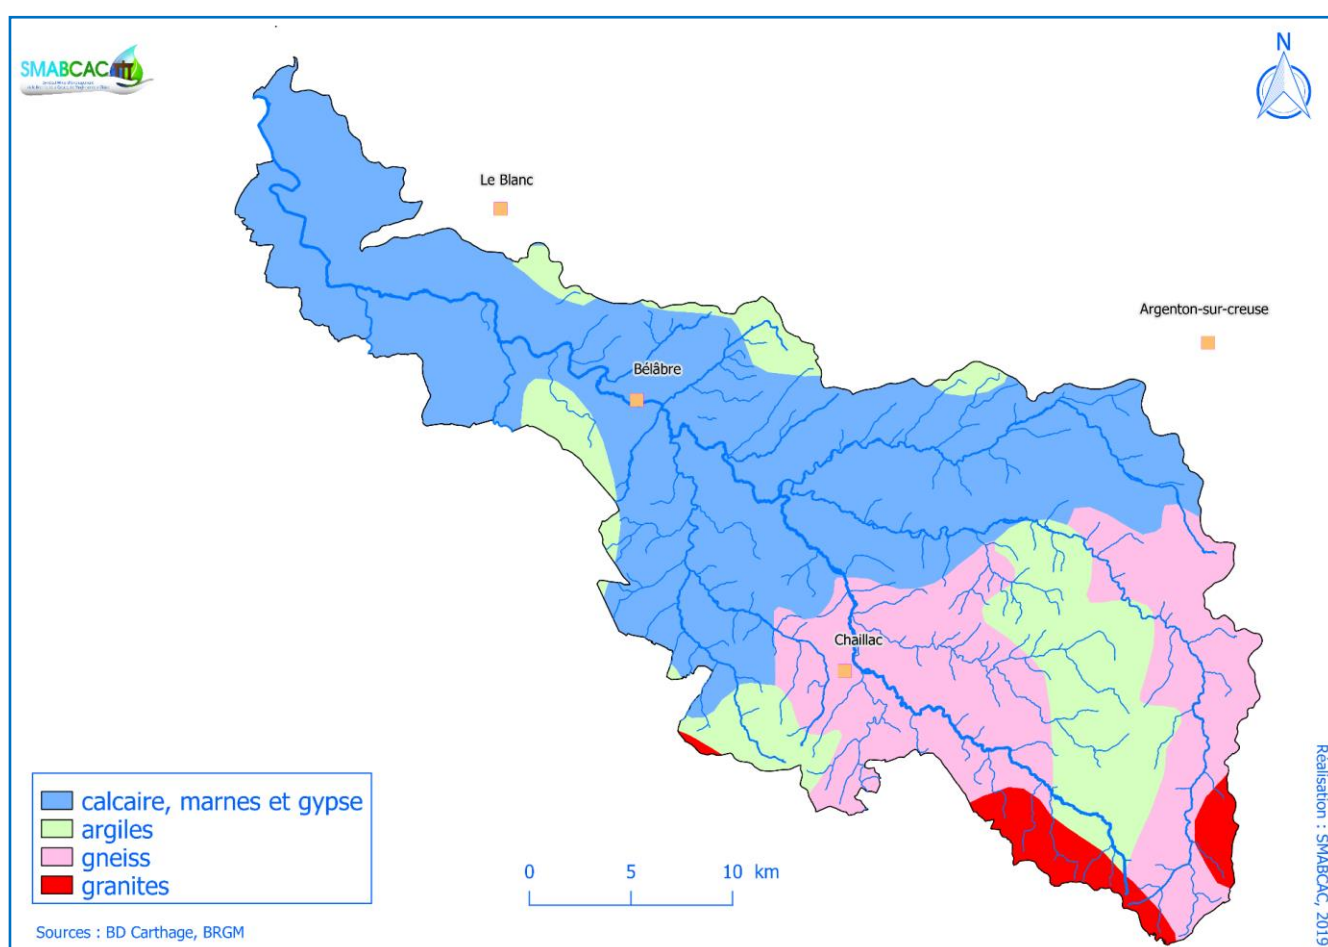 SMABCAC
N
Le Blanc
Argenton-sur-creuse
Bélâbre
Chaillac
calcaire, marnes et gypse
argiles
gneiss
granites
0 5 10 km
Sources : BD Carthage, BRGM
Réalisation : SMABCAC, 2019